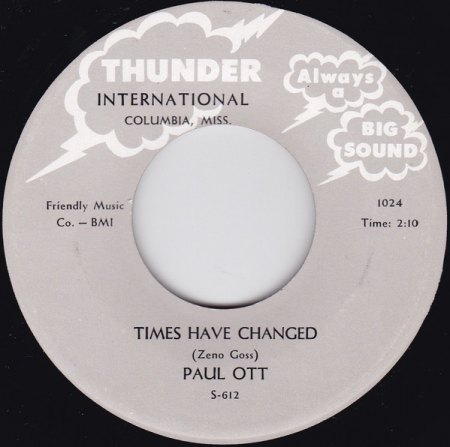 THUNDER
INTERNATIONAL
COLUMBIA, MISS.
Always
a
BIG
SOUND
Friendly Music
Co. – BMI
1024
Time: 2:10
TIMES HAVE CHANGED
(Zeno Goss)
PAUL OTT
S-612